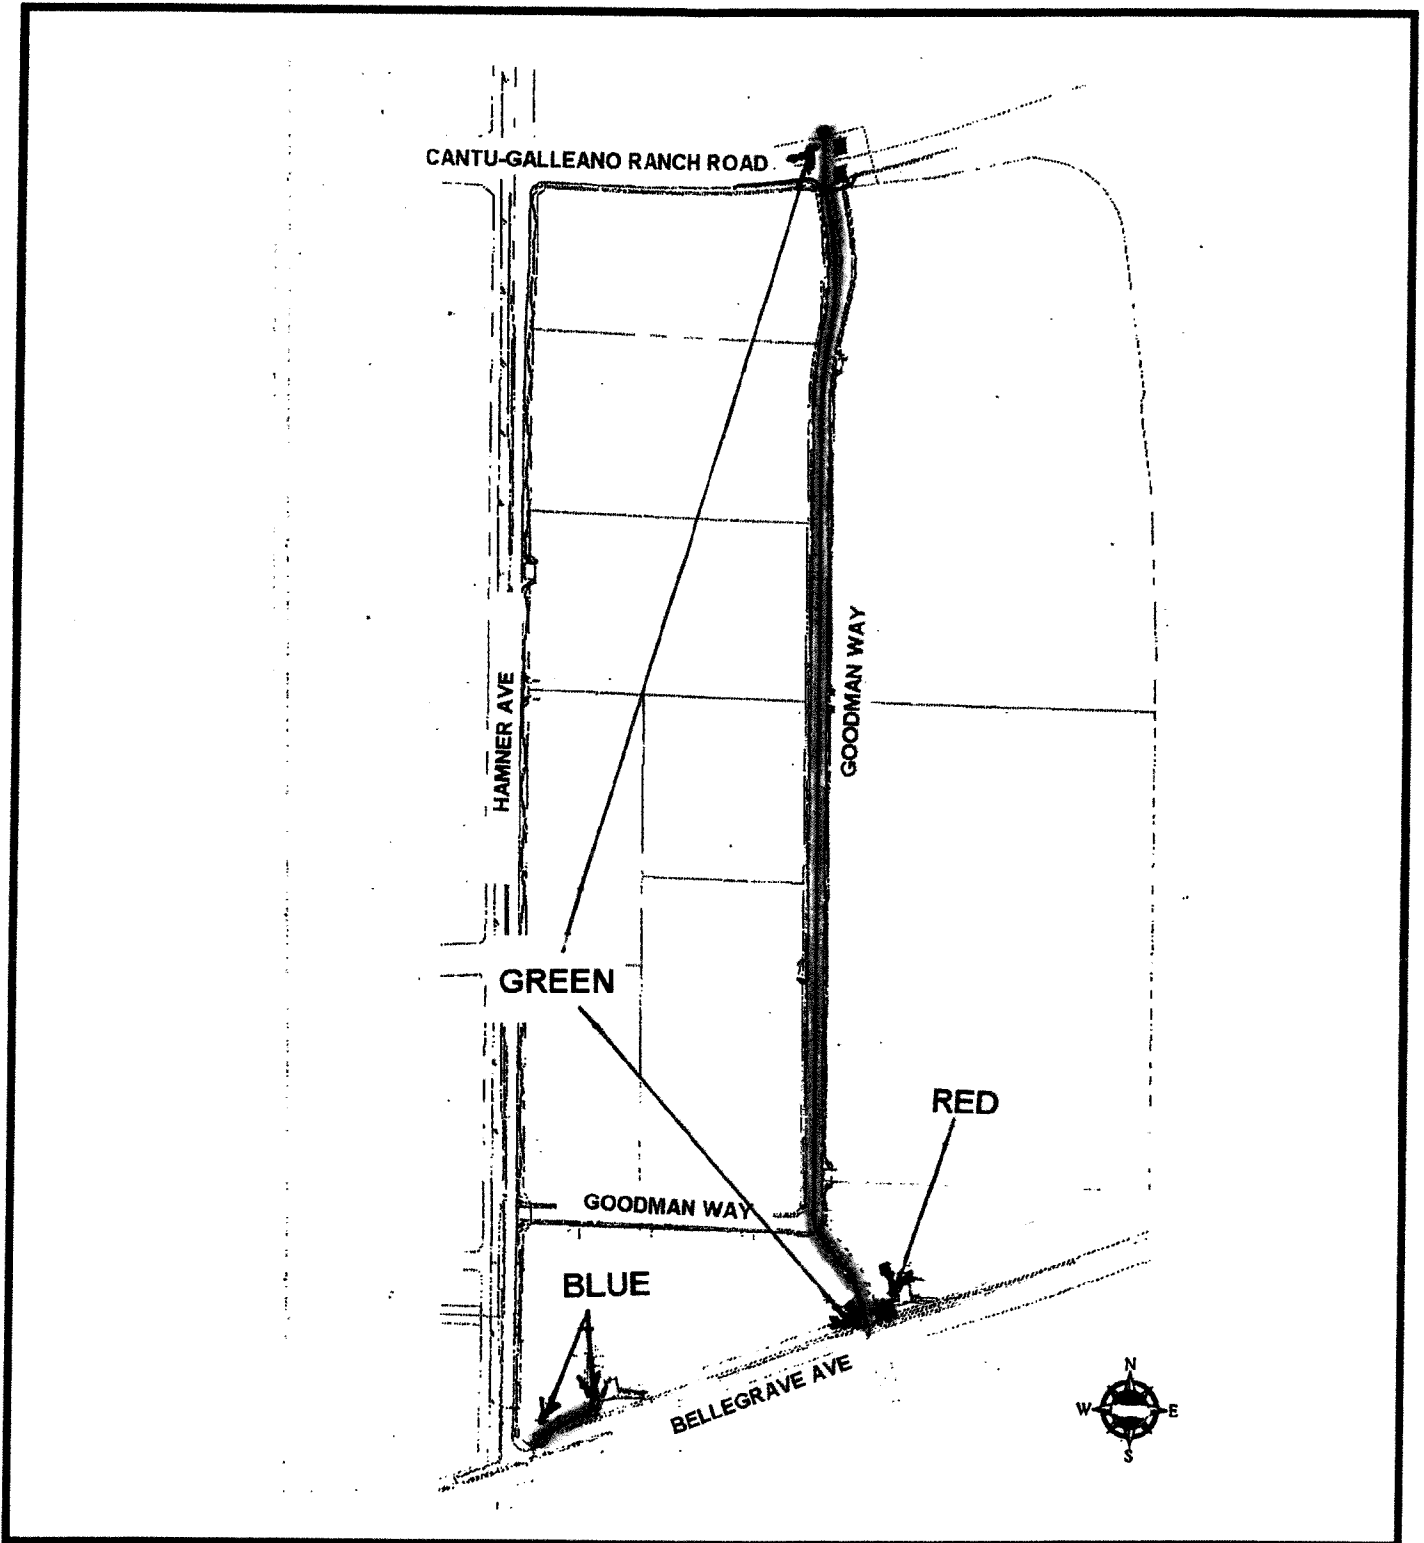 CANTU-GALLEANO RANCH ROAD
GOODMAN WAY
HAMNER AVE
GREEN
RED
GOODMAN WAY
BLUE
BELLEGRAVE AVE
N
W E
S